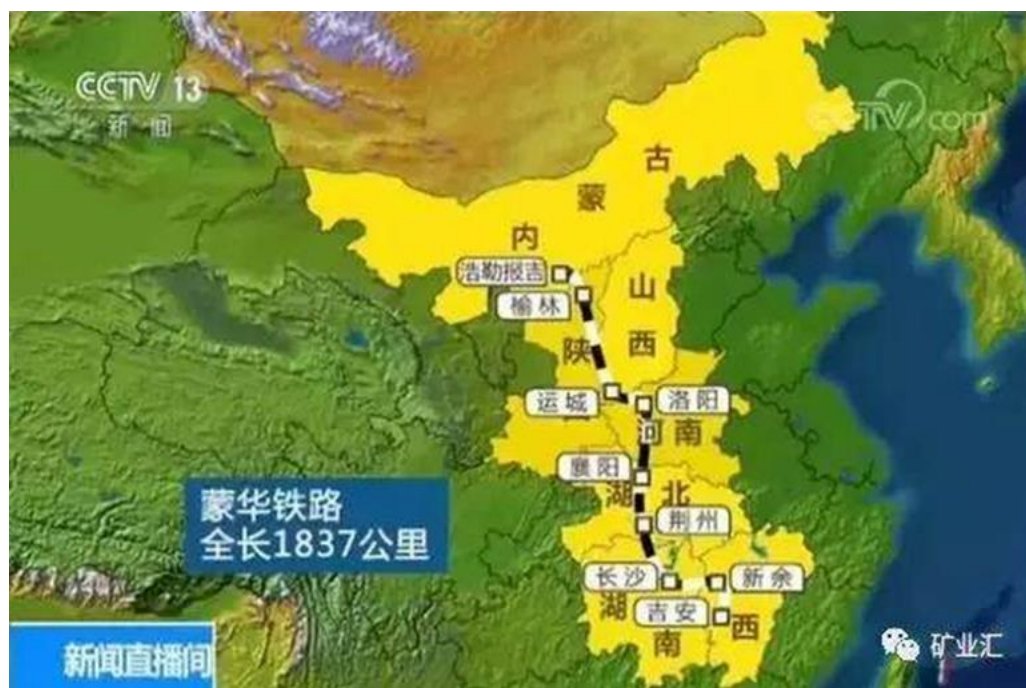 CCTV 13
新闻
CCTV.com
古
蒙
内
浩勒报吉
榆林
山
西
陕
运城
洛阳
河南
襄阳
湖北
荆州
蒙华铁路
全长1837公里
长沙
新余
湖
吉安
西
南
新闻直播间
矿业汇